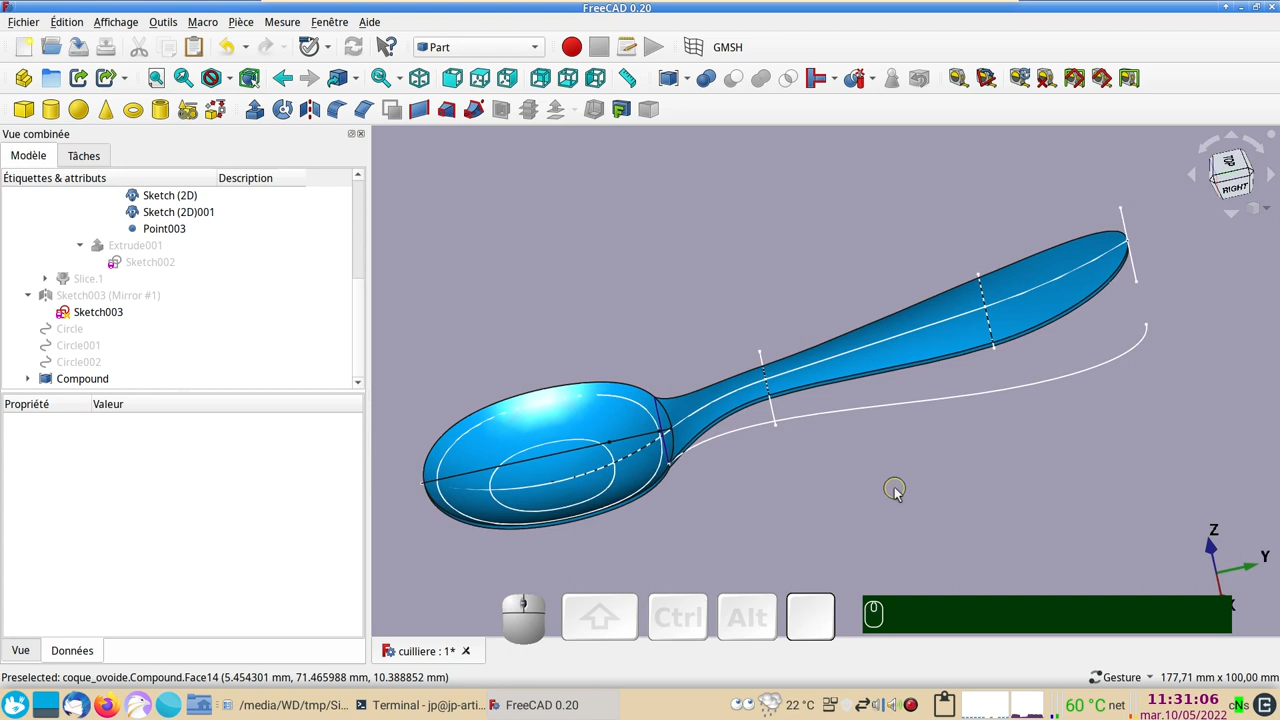 FreeCAD 0.20
Fichier Édition Affichage Outils Macro Pièce Mesure Fenêtre Aide
Part
GMSH
Vue combinée
Modèle Tâches
Étiquettes & attributs Description
Sketch (2D)
Sketch (2D)001
Point003
Extrude001
Sketch002
Slice.1
Sketch003 (Mirror #1)
Sketch003
Circle
Circle001
Circle002
Compound
Propriété Valeur
TOP
RIGHT
Z
Y
X
Ctrl Alt
Vue Données
cuilliere : 1*
Preselected: coque_ovoide.Compound.Face14 (5.454301 mm, 71.465988 mm, 10.388852 mm)
Gesture 177,71 mm x 100,00 mm
/media/WD/tmp/Si... Terminal - jp@jp-arti... FreeCAD 0.20 22 °C 60 °C net 11:31:06
mar.10/05/2022